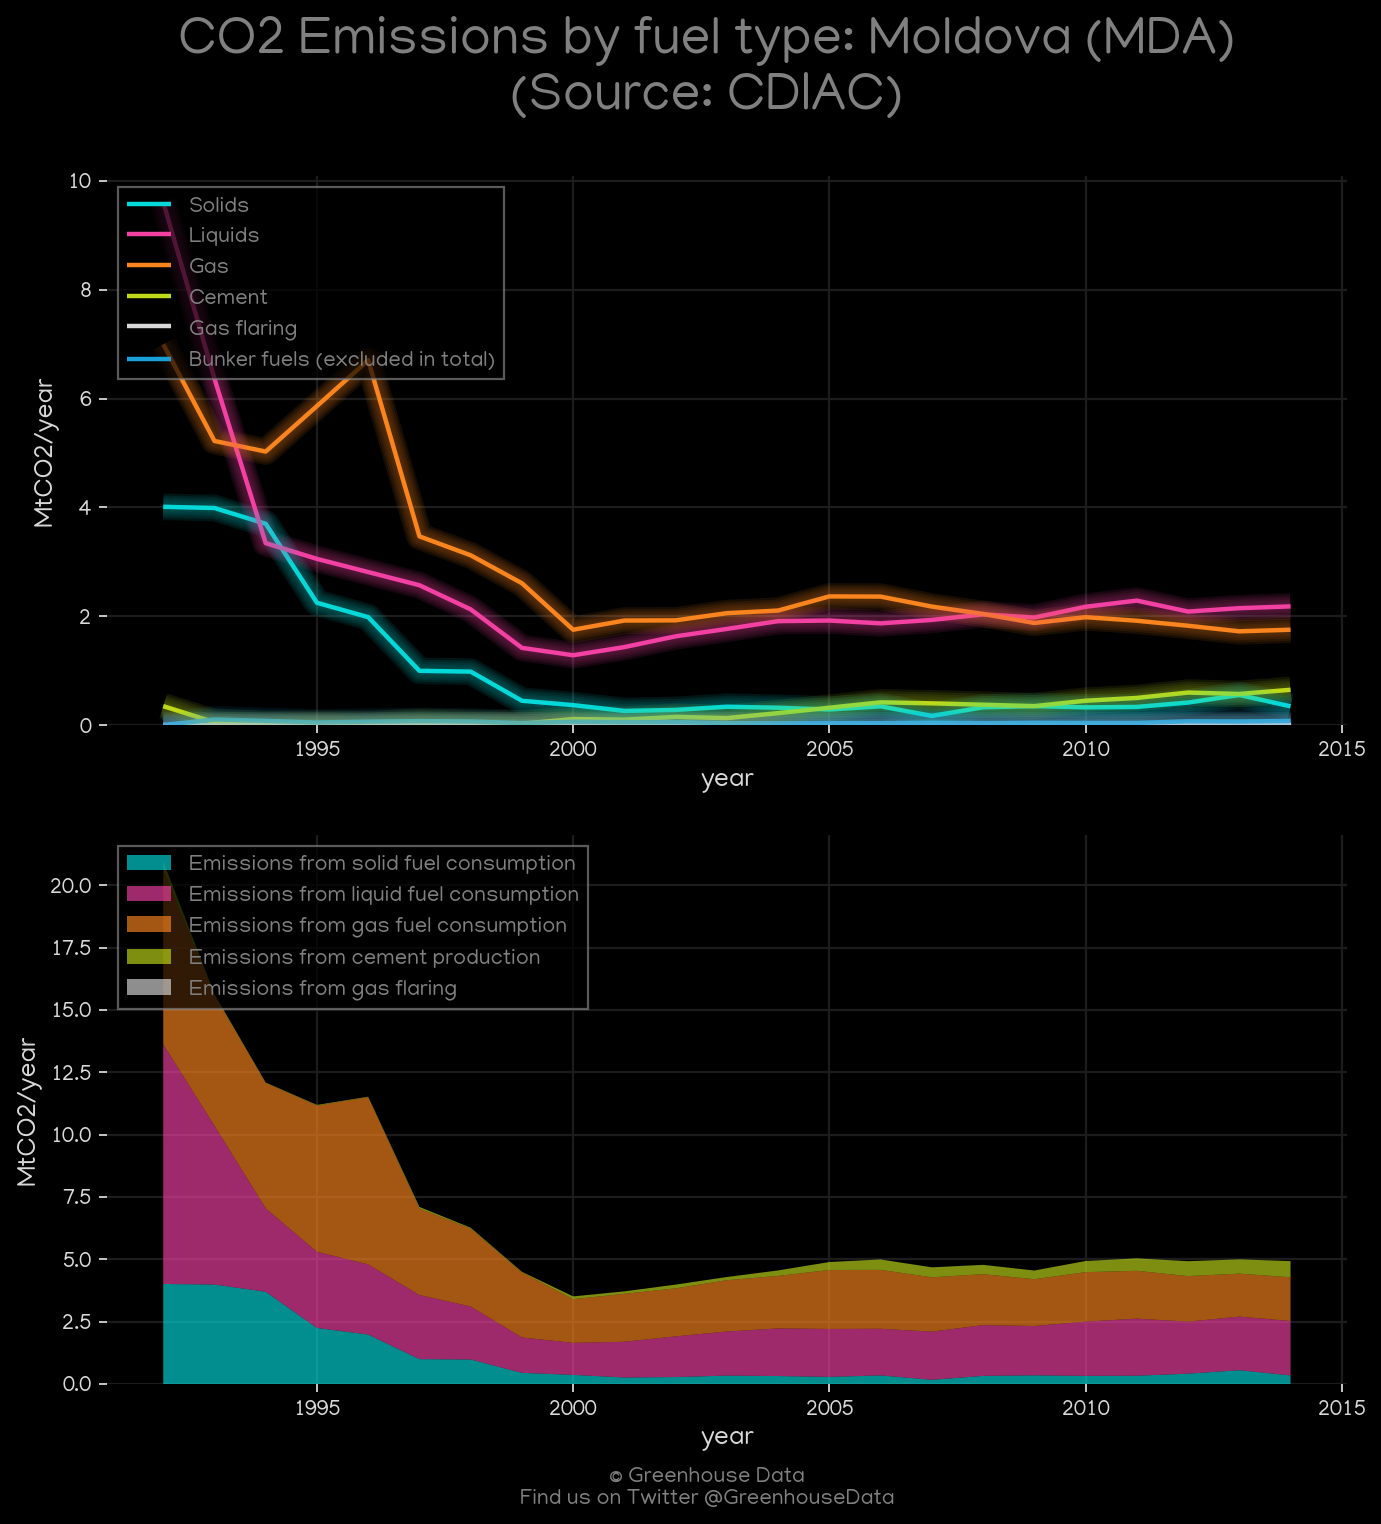 CO2 Emissions by fuel type: Moldova (MDA)
(Source: CDIAC)
10
8
6
4
2
0
MtCO2/year
Solids
Liquids
Gas
Cement
Gas flaring
Bunker fuels (excluded in total)
1995 2000 2005 2010 2015
year
20.0
17.5
15.0
12.5
10.0
7.5
5.0
2.5
0.0
MtCO2/year
Emissions from solid fuel consumption
Emissions from liquid fuel consumption
Emissions from gas fuel consumption
Emissions from cement production
Emissions from gas flaring
1995 2000 2005 2010 2015
year
© Greenhouse Data
Find us on Twitter @GreenhouseData